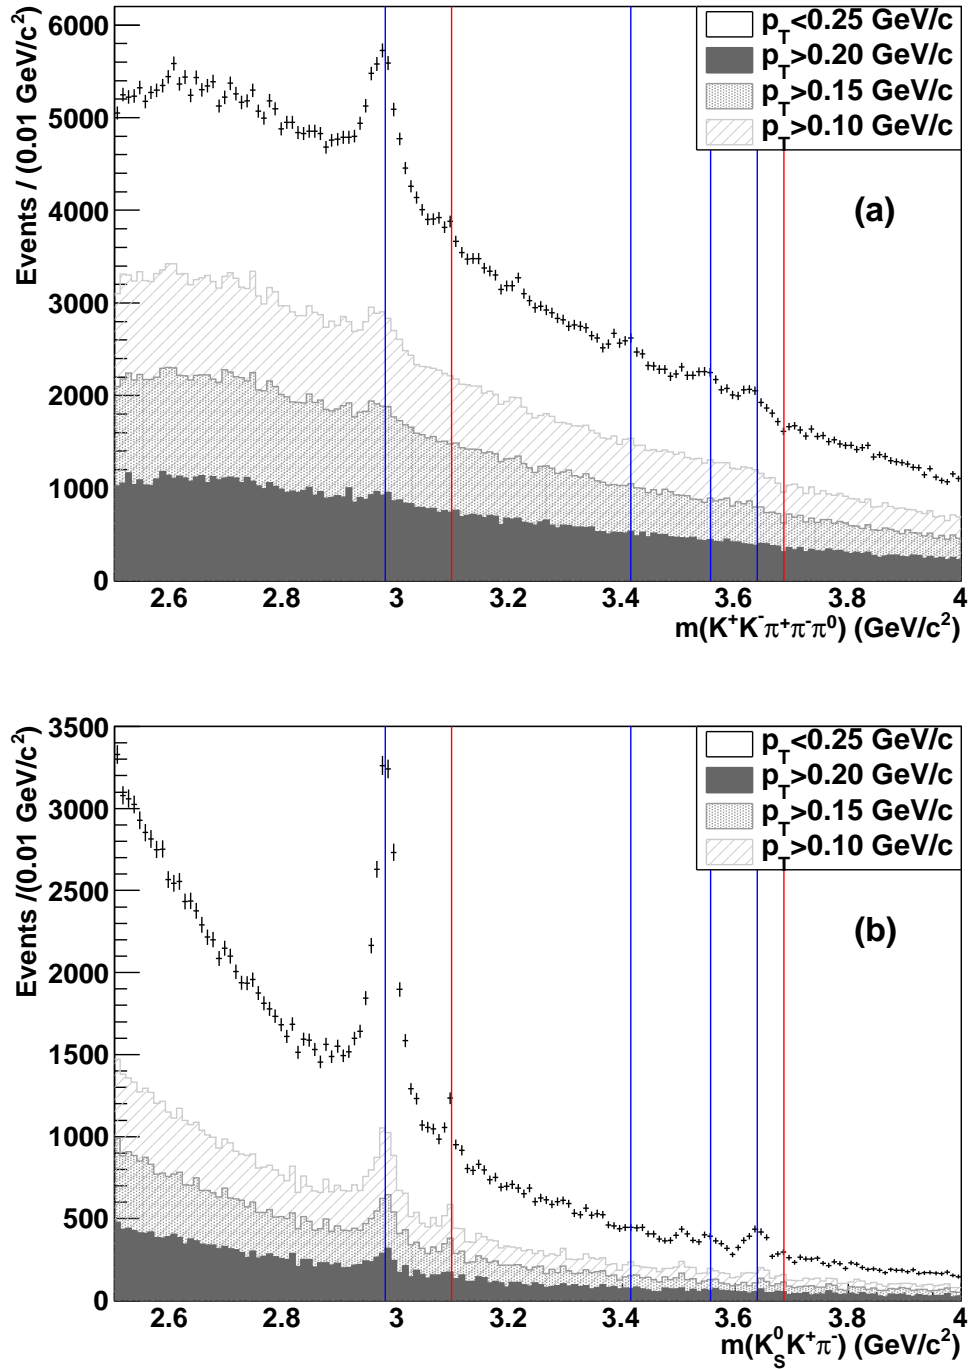 Events / (0.01 GeV/c²)
6000
5000
4000
3000
2000
1000
0
p_T<0.25 GeV/c
p_T>0.20 GeV/c
p_T>0.15 GeV/c
p_T>0.10 GeV/c
(a)
2.6 2.8 3 3.2 3.4 3.6 3.8 4
m(K⁺K⁻π⁺π⁻π⁰) (GeV/c²)
Events /(0.01 GeV/c²)
3500
3000
2500
2000
1500
1000
500
0
p_T<0.25 GeV/c
p_T>0.20 GeV/c
p_T>0.15 GeV/c
p_T>0.10 GeV/c
(b)
2.6 2.8 3 3.2 3.4 3.6 3.8 4
m(K⁰_SK⁺π⁻) (GeV/c²)